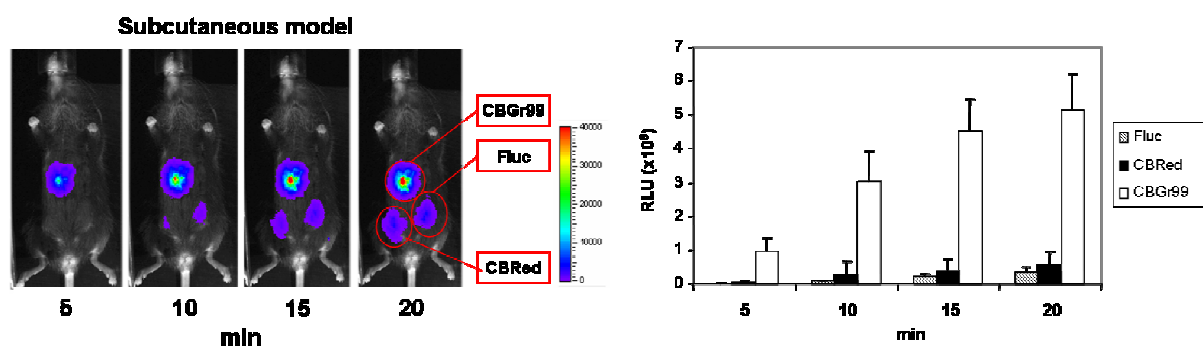 Subcutaneous model
CBGr99
Fluc
CBRed
40000
30000
20000
10000
0
5 10 15 20
min
RLU (x10⁶)
7
6
5
4
3
2
1
0
5 10 15 20
min
Fluc
CBRed
CBGr99